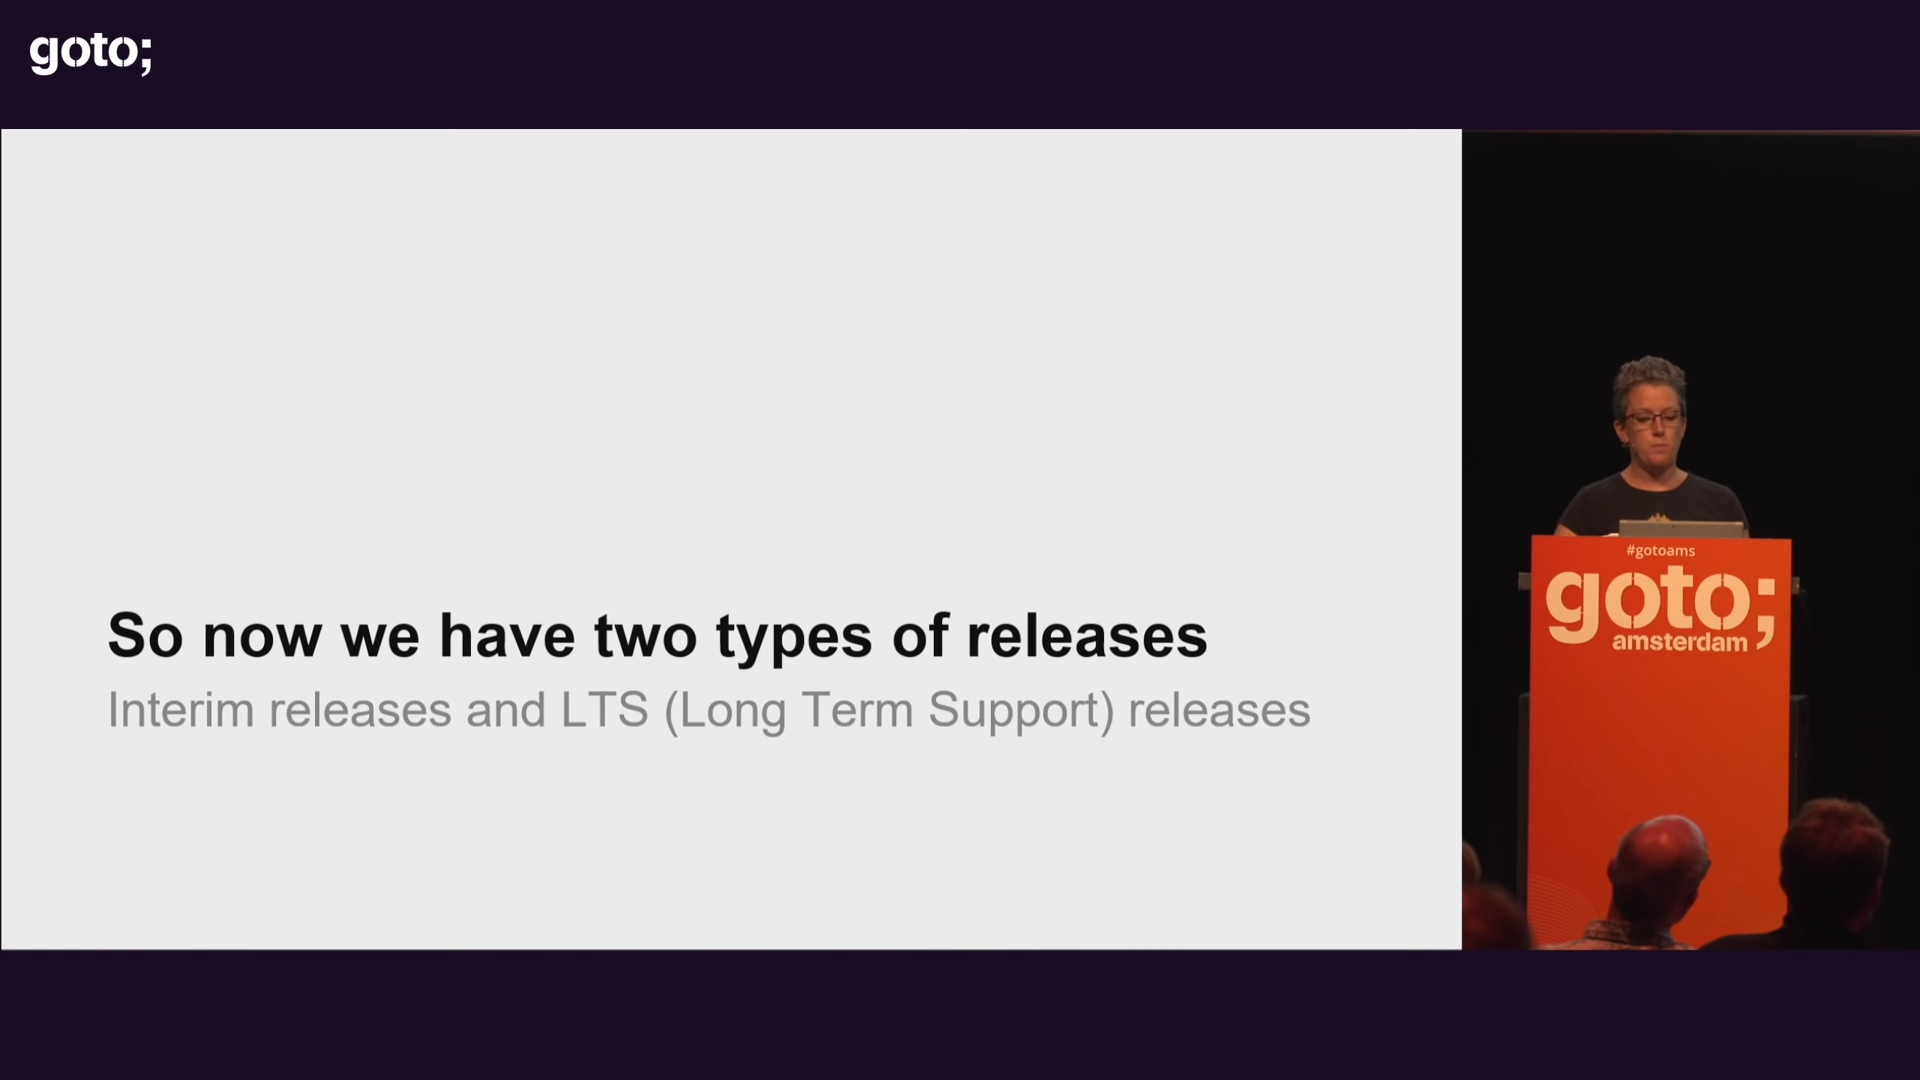 goto;
So now we have two types of releases
Interim releases and LTS (Long Term Support) releases
#gotoams
goto;
amsterdam